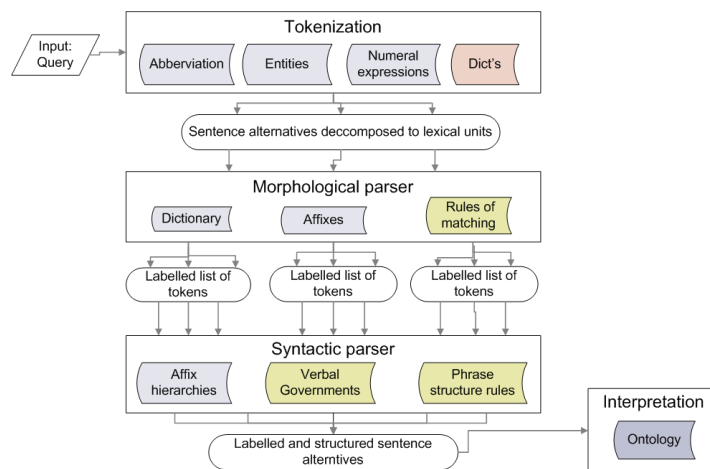 Tokenization
Input:
Query
Abberviation
Entities
Numeral
expressions
Dict's
Sentence alternatives deccomposed to lexical units
Morphological parser
Dictionary
Affixes
Rules of
matching
Labelled list of
tokens
Labelled list of
tokens
Labelled list of
tokens
Syntactic parser
Affix
hierarchies
Verbal
Governments
Phrase
structure rules
Interpretation
Ontology
Labelled and structured sentence
alterntives